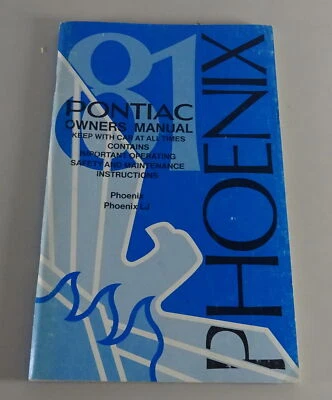 81
PONTIAC
OWNERS MANUAL
KEEP WITH CAR AT ALL TIMES
CONTAINS
IMPORTANT OPERATING
SAFETY AND MAINTENANCE
INSTRUCTIONS
Phoenix
Phoenix LJ
PHOENIX